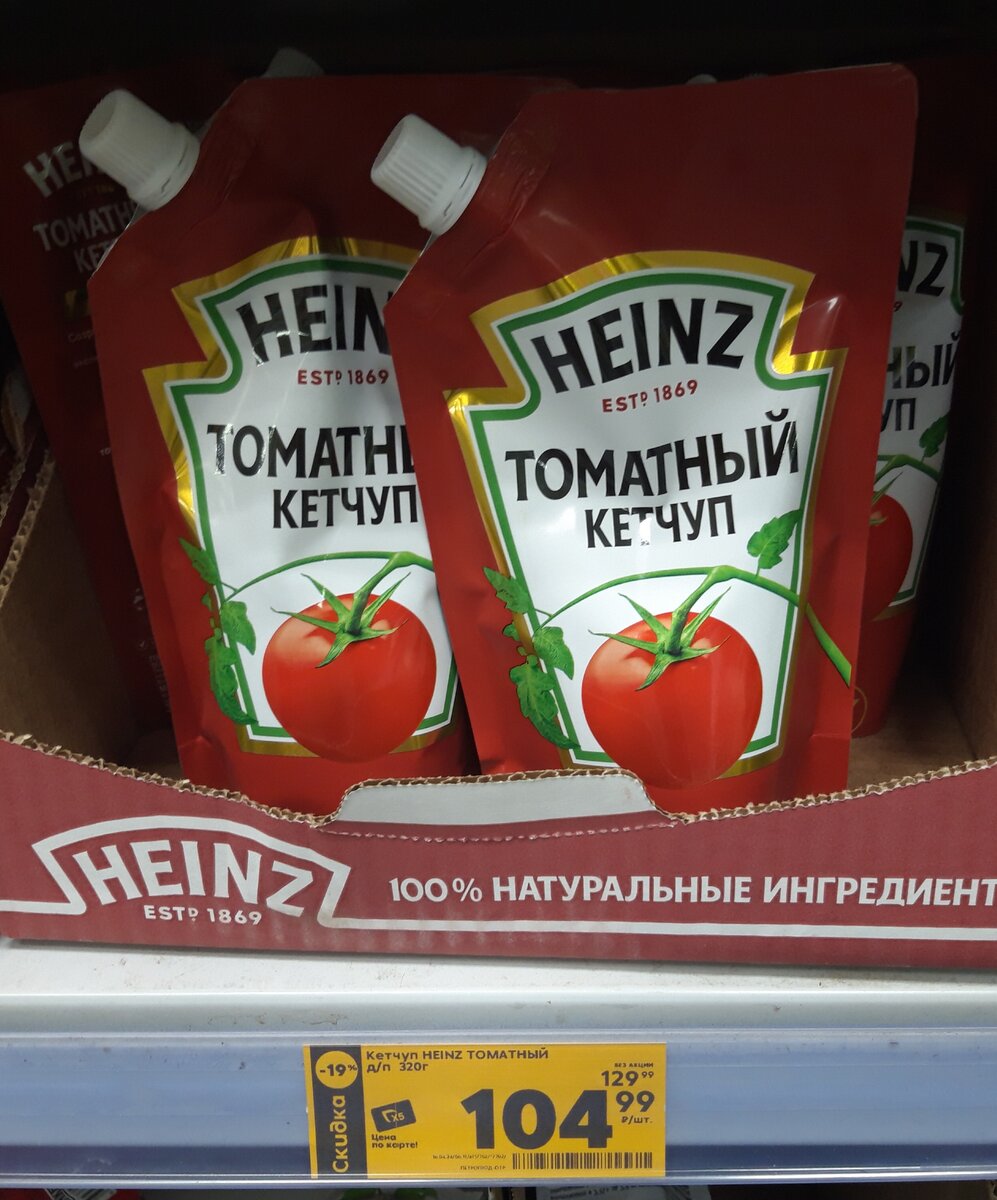 HEINZ
ESTD 1869
ТОМАТНЫЙ
КЕТЧУП
HEINZ
ESTD 1869
ТОМАТНЫЙ
КЕТЧУП
HEINZ
ESTD 1869
100% НАТУРАЛЬНЫЕ ИНГРЕДИЕНТ
-19%
Скидка
Кетчуп HEINZ ТОМАТНЫЙ
д/п 320г
БЕЗ АКЦИИ
129 99
X5
Цена
по карте!
104 99
₽/шт.